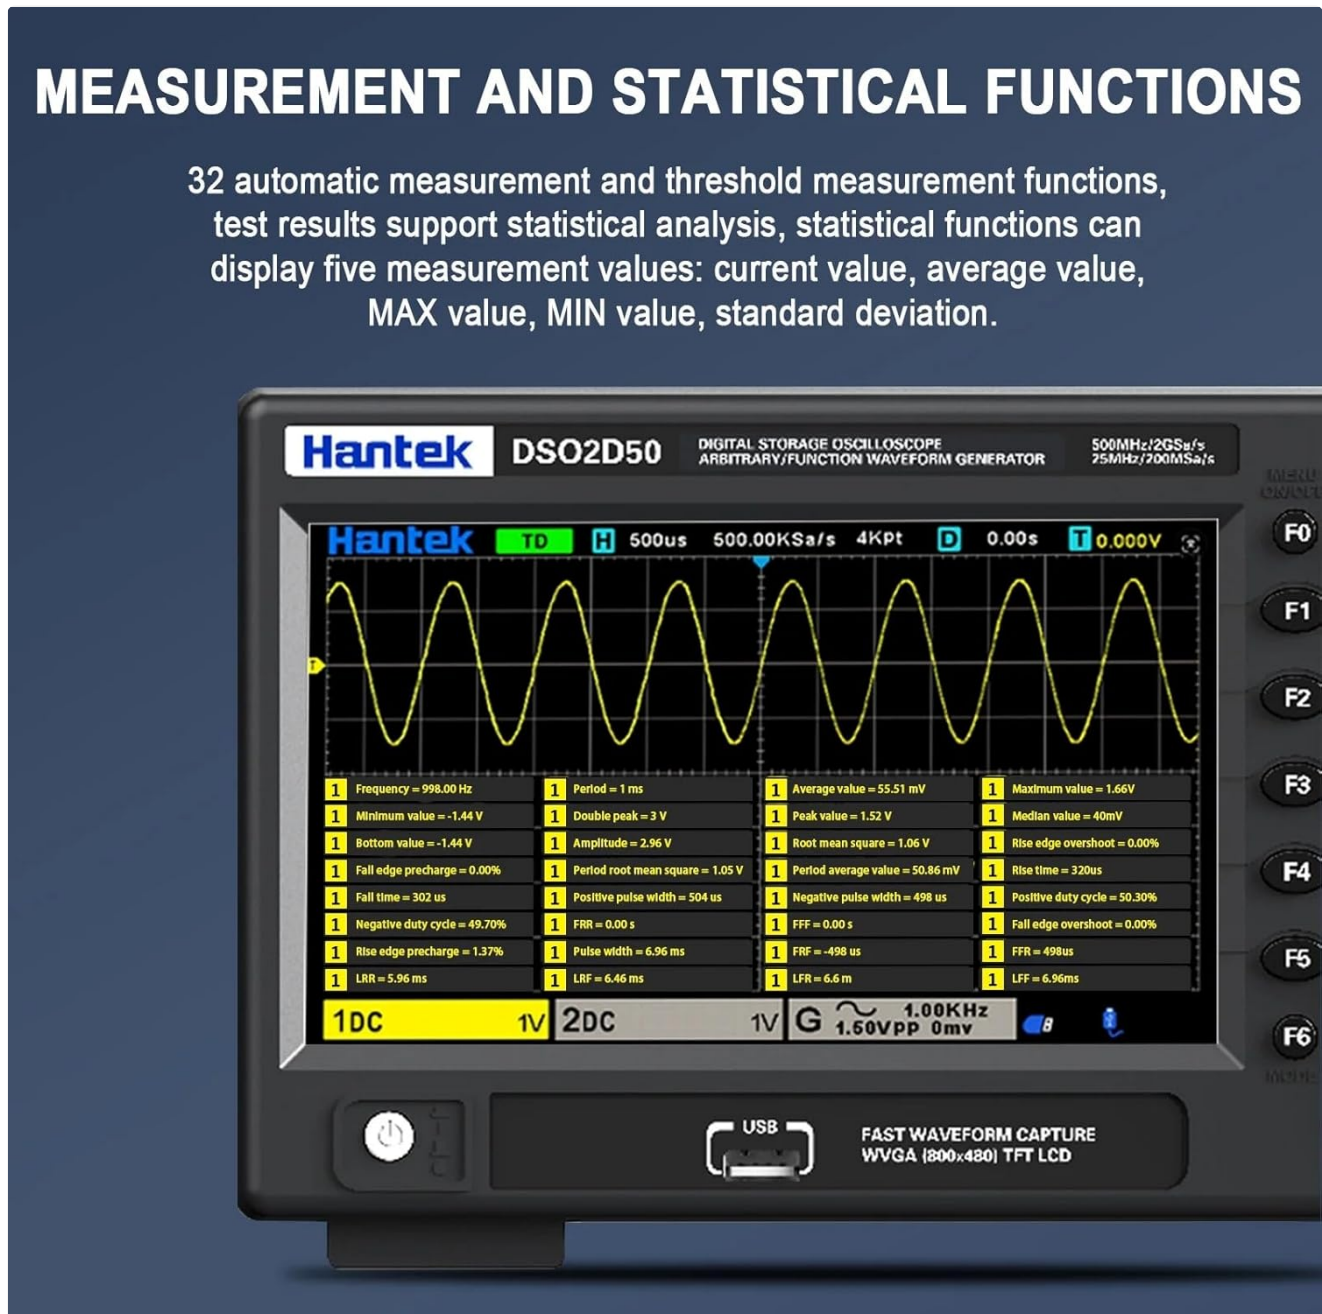 MEASUREMENT AND STATISTICAL FUNCTIONS
32 automatic measurement and threshold measurement functions,
test results support statistical analysis, statistical functions can
display five measurement values: current value, average value,
MAX value, MIN value, standard deviation.
Hantek DSO2D50 DIGITAL STORAGE OSCILLOSCOPE 500MHz/2GSa/s
ARBITRARY/FUNCTION WAVEFORM GENERATOR 25MHz/200MSa/s
MENU
ON/OFF
F0
Hantek TD H 500us 500.00KSa/s 4Kpt D 0.00s T 0.000V
F1
T
F2
F3
1 Frequency = 998.00 Hz 1 Period = 1 ms 1 Average value = 55.51 mV 1 Maximum value = 1.66V
1 Minimum value = -1.44 V 1 Double peak = 3 V 1 Peak value = 1.52 V 1 Median value = 40mV
1 Bottom value = -1.44 V 1 Amplitude = 2.96 V 1 Root mean square = 1.06 V 1 Rise edge overshoot = 0.00%
1 Fall edge precharge = 0.00% 1 Period root mean square = 1.05 V 1 Period average value = 50.86 mV 1 Rise time = 320us
F4
1 Fall time = 302 us 1 Positive pulse width = 504 us 1 Negative pulse width = 498 us 1 Positive duty cycle = 50.30%
1 Negative duty cycle = 49.70% 1 FRR = 0.00 s 1 FFF = 0.00 s 1 Fall edge overshoot = 0.00%
1 Rise edge precharge = 1.37% 1 Pulse width = 6.96 ms 1 FRF = -498 us 1 FFR = 498us
F5
1 LRR = 5.96 ms 1 LRF = 6.46 ms 1 LFR = 6.6 m 1 LFF = 6.96ms
1DC 1V 2DC 1V G 1.00KHz
1.50VPP 0mv
F6
MODE
USB
FAST WAVEFORM CAPTURE
WVGA (800x480) TFT LCD